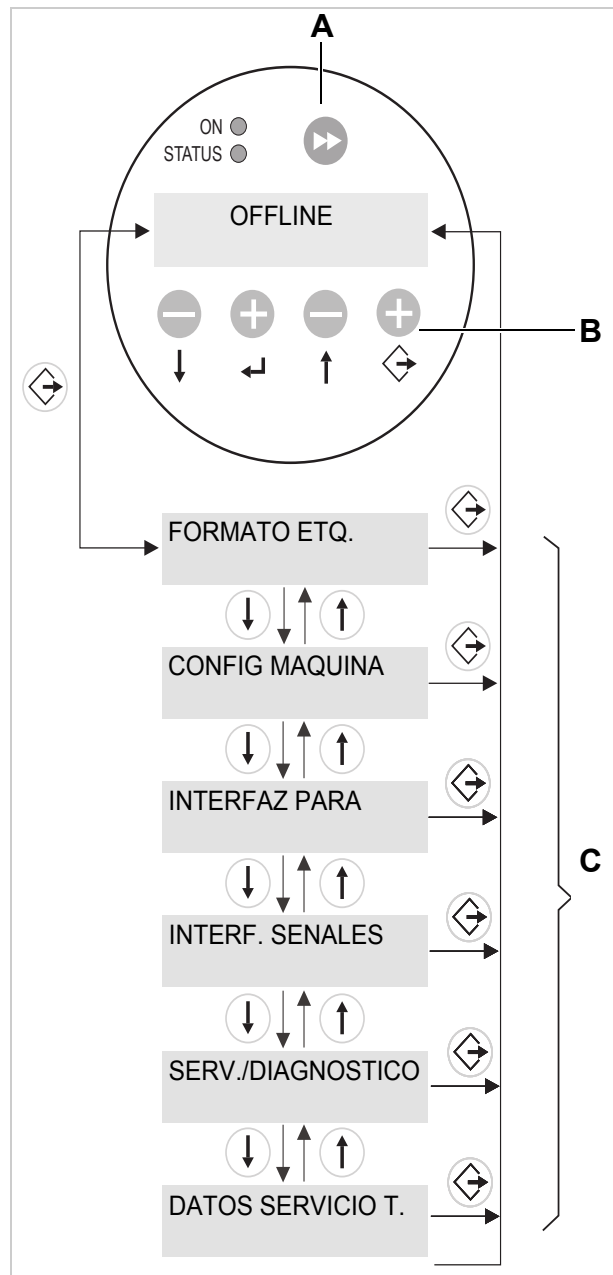 A
ON
STATUS
OFFLINE
B
FORMATO ETQ.
CONFIG MAQUINA
INTERFAZ PARA
C
INTERF. SENALES
SERV./DIAGNOSTICO
DATOS SERVICIO T.